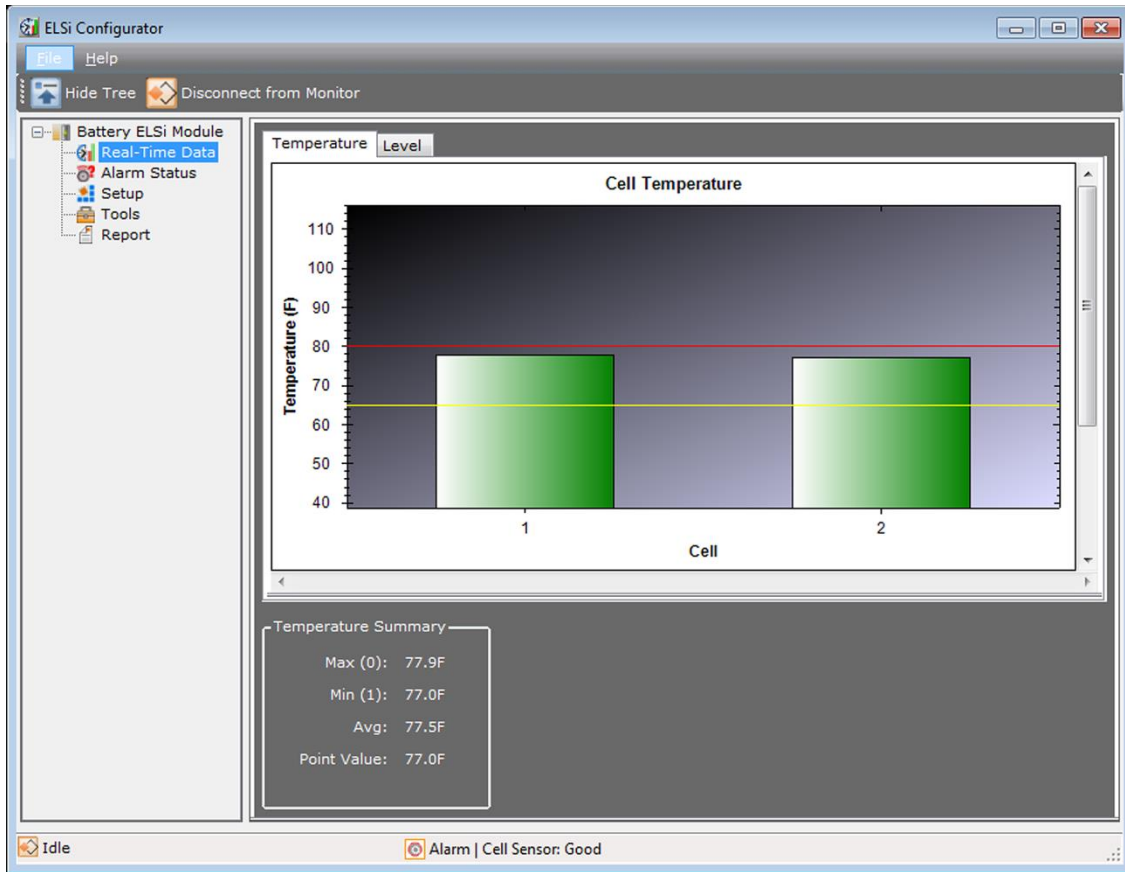 ELSi Configurator
File Help
Hide Tree Disconnect from Monitor
Battery ELSi Module
Real-Time Data
Alarm Status
Setup
Tools
Report
Temperature Level
Cell Temperature
Temperature (F)
110
100
90
80
70
60
50
40
1 2
Cell
Temperature Summary
Max (0): 77.9F
Min (1): 77.0F
Avg: 77.5F
Point Value: 77.0F
Idle
Alarm | Cell Sensor: Good